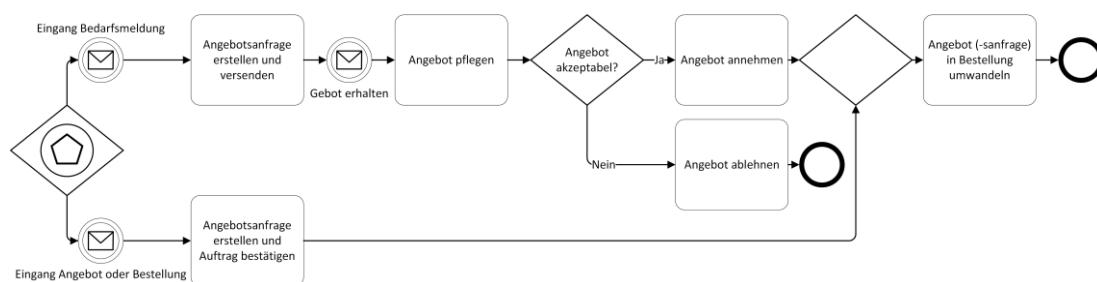 Eingang Bedarfsmeldung
Angebotsanfrage
erstellen und
versenden
Gebot erhalten
Angebot pflegen
Angebot
akzeptabel?
Ja
Angebot annehmen
Angebot (-sanfrage)
in Bestellung
umwandeln
Nein
Angebot ablehnen
Angebotsanfrage
erstellen und
Auftrag bestätigen
Eingang Angebot oder Bestellung